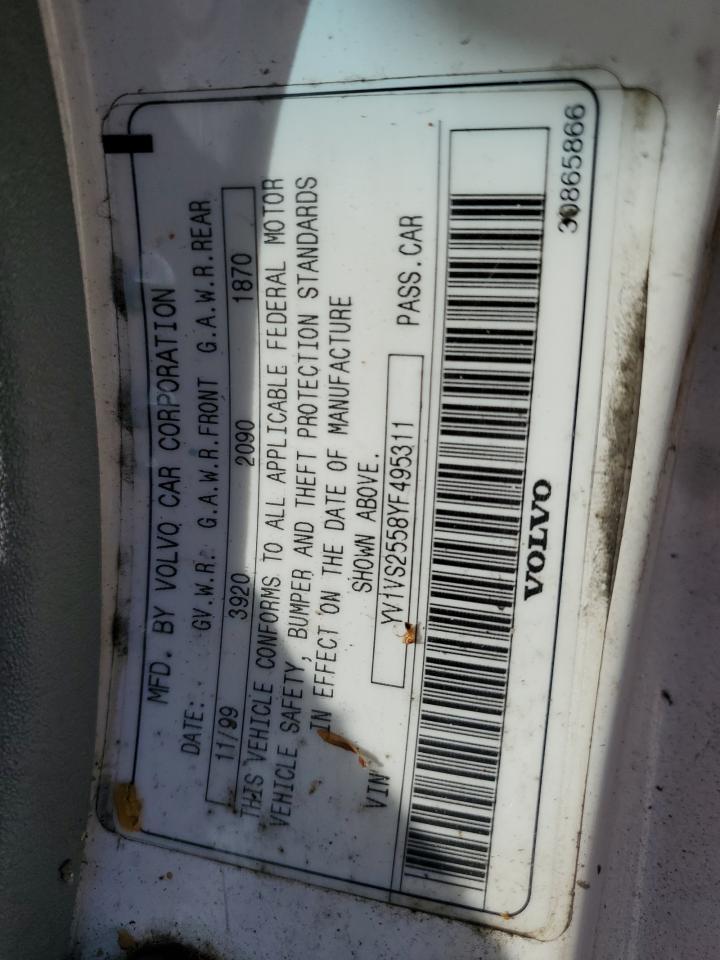 MFD. BY VOLVO CAR CORPORATION
DATE: GV.W.R: G.A.W.R.FRONT G.A.W.R.REAR
11/99 3920 2090 1870
THIS VEHICLE CONFORMS TO ALL APPLICABLE FEDERAL MOTOR
VEHICLE SAFETY, BUMPER AND THEFT PROTECTION STANDARDS
IN EFFECT ON THE DATE OF MANUFACTURE
SHOWN ABOVE.
VIN YV1VS2558YF495311 PASS.CAR
VOLVO
30865866